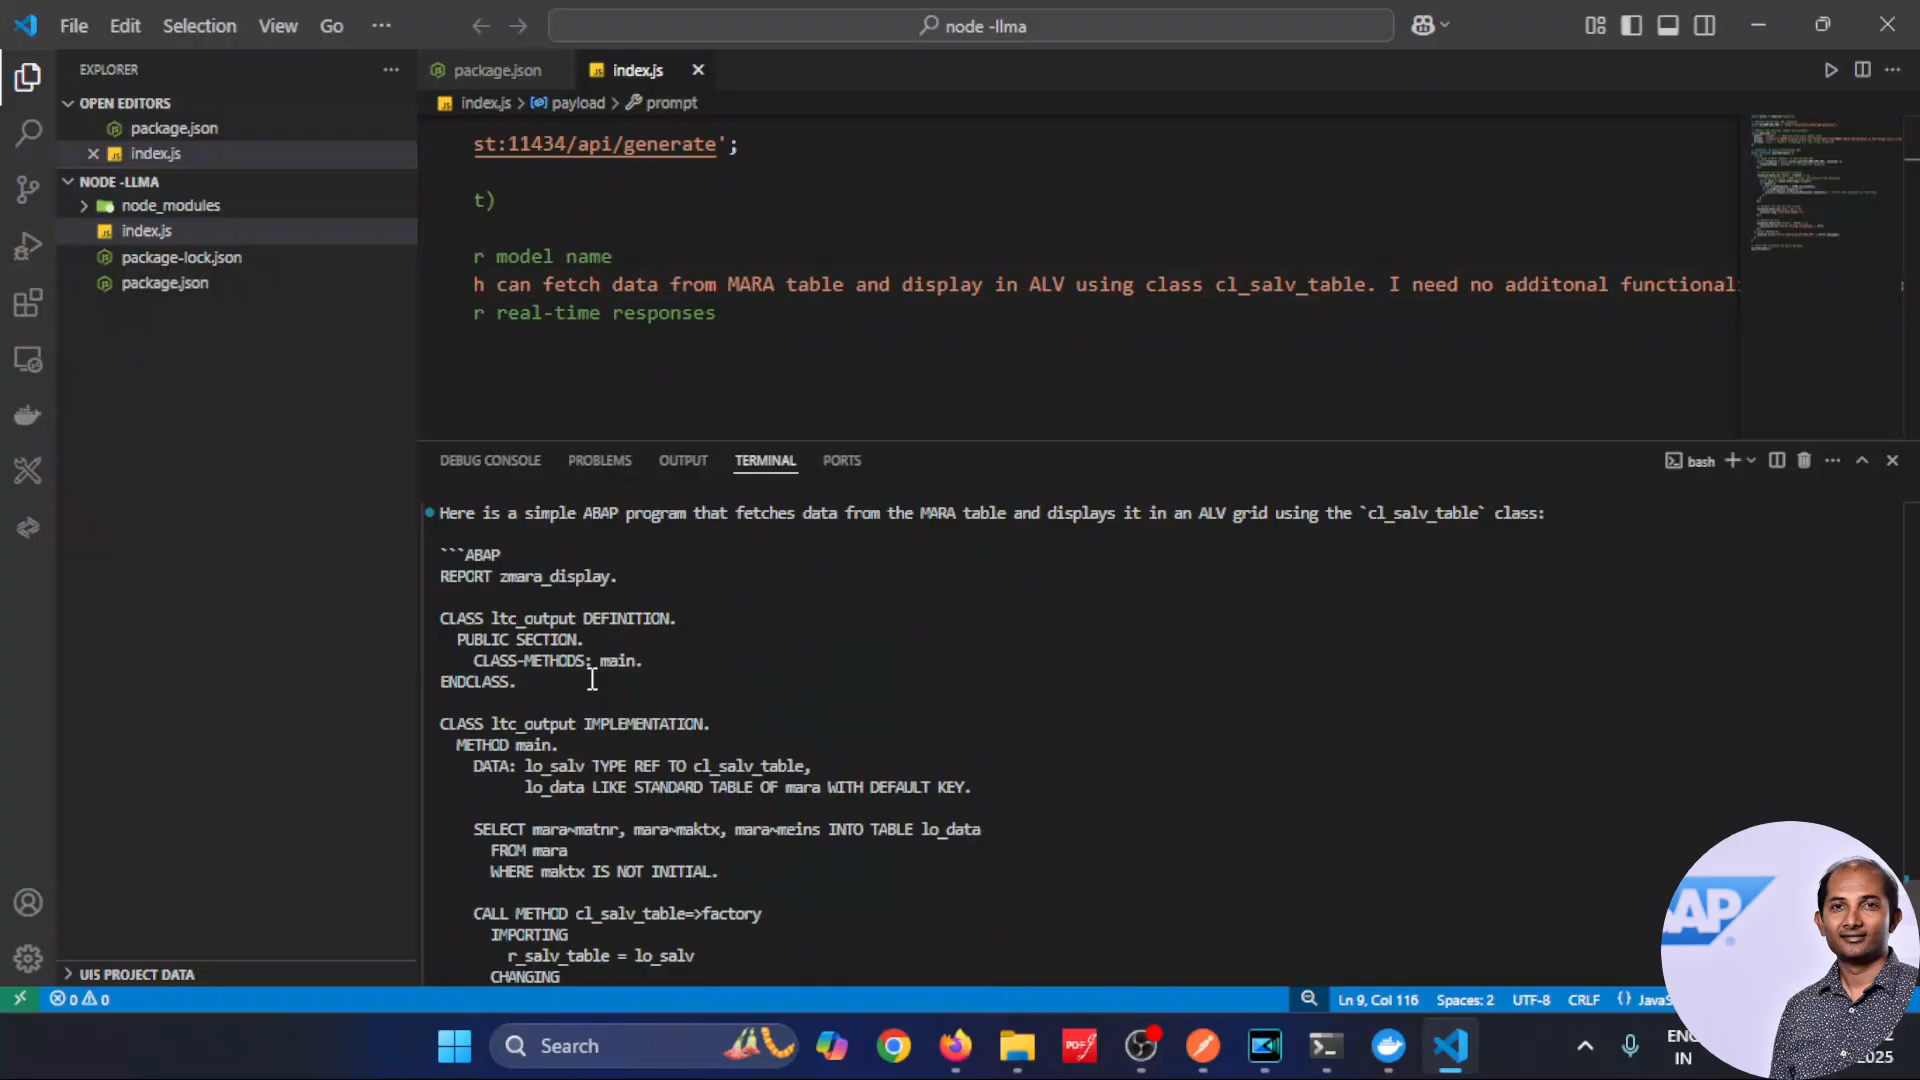 File Edit Selection View Go ···
node -llma
EXPLORER
OPEN EDITORS
package.json
index.js
NODE -LLMA
node_modules
index.js
package-lock.json
package.json
UI5 PROJECT DATA
package.json
index.js
index.js > payload > prompt
st:11434/api/generate';
t)
r model name
h can fetch data from MARA table and display in ALV using class cl_salv_table. I need no additonal functionali
r real-time responses
DEBUG CONSOLE PROBLEMS OUTPUT TERMINAL PORTS
bash
Here is a simple ABAP program that fetches data from the MARA table and displays it in an ALV grid using the `cl_salv_table` class:
```ABAP
REPORT zmara_display.
CLASS ltc_output DEFINITION.
PUBLIC SECTION.
CLASS-METHODS: main.
ENDCLASS.
CLASS ltc_output IMPLEMENTATION.
METHOD main.
DATA: lo_salv TYPE REF TO cl_salv_table,
lo_data LIKE STANDARD TABLE OF mara WITH DEFAULT KEY.
SELECT mara~matnr, mara~maktx, mara~meins INTO TABLE lo_data
FROM mara
WHERE maktx IS NOT INITIAL.
CALL METHOD cl_salv_table=>factory
IMPORTING
r_salv_table = lo_salv
CHANGING
0 0
Ln 9, Col 116 Spaces: 2 UTF-8 CRLF {} JavaS
Search
PDF
ENG
IN
2025
AP